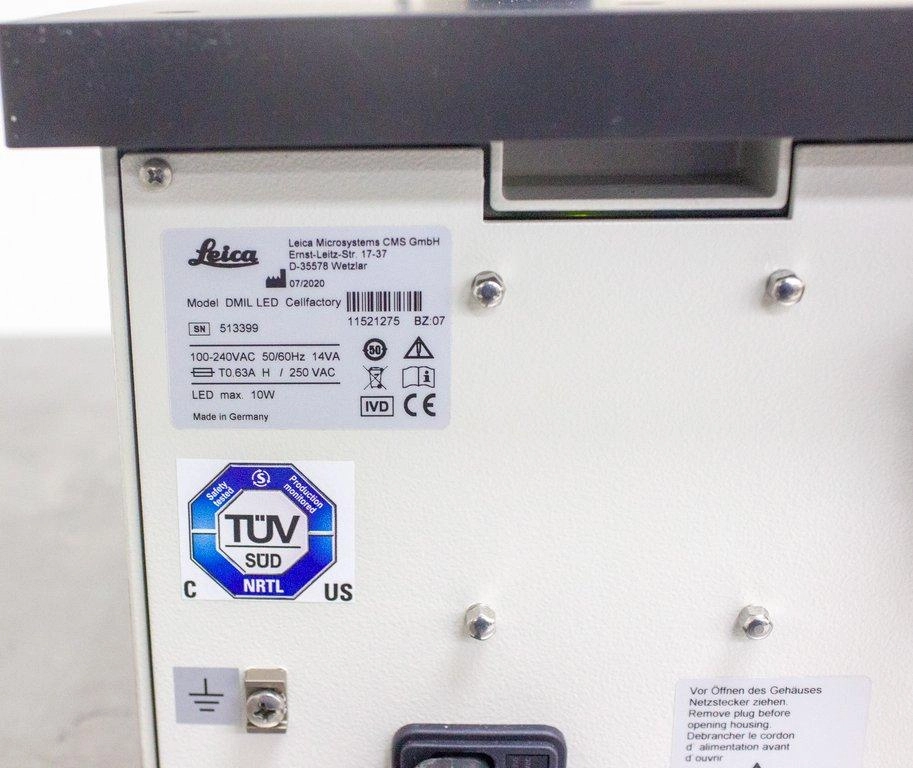 Leica
Leica Microsystems CMS GmbH
Ernst-Leitz-Str. 17-37
D-35578 Wetzlar
07/2020
Model DMIL LED Cellfactory
11521275 BZ:07
SN 513399
100-240VAC 50/60Hz 14VA
T0.63A H / 250 VAC
LED max. 10W
Made in Germany
50
i
IVD CE
Safety tested
S
Production monitored
TÜV
SÜD
NRTL
C US
Vor Öffnen des Gehäuses
Netzstecker ziehen.
Remove plug before
opening housing.
Debrancher le cordon
d alimentation avant
d ouvrir